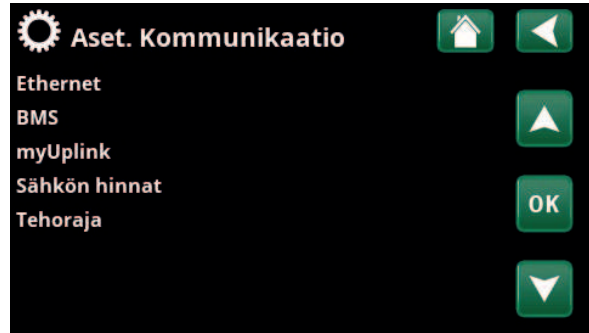 Aset. Kommunikaatio
Ethernet
BMS
myUplink
Sähkön hinnat
Tehoraja
OK